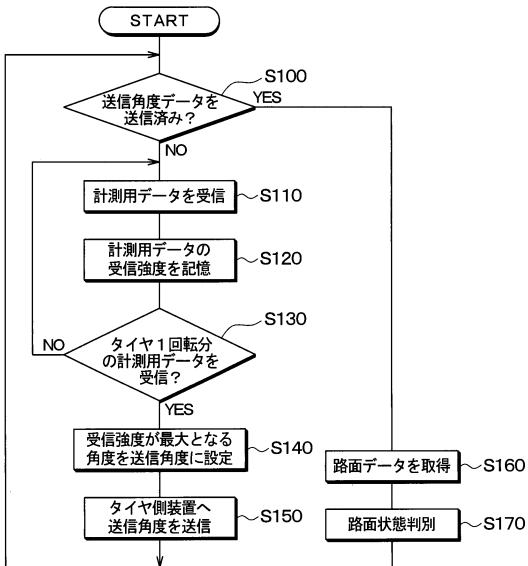 START
送信角度データを
送信済み？
S100
YES
NO
計測用データを受信
S110
計測用データの
受信強度を記憶
S120
タイヤ１回転分
の計測用データを
受信？
S130
NO
YES
受信強度が最大となる
角度を送信角度に設定
S140
タイヤ側装置へ
送信角度を送信
S150
路面データを取得
S160
路面状態判別
S170